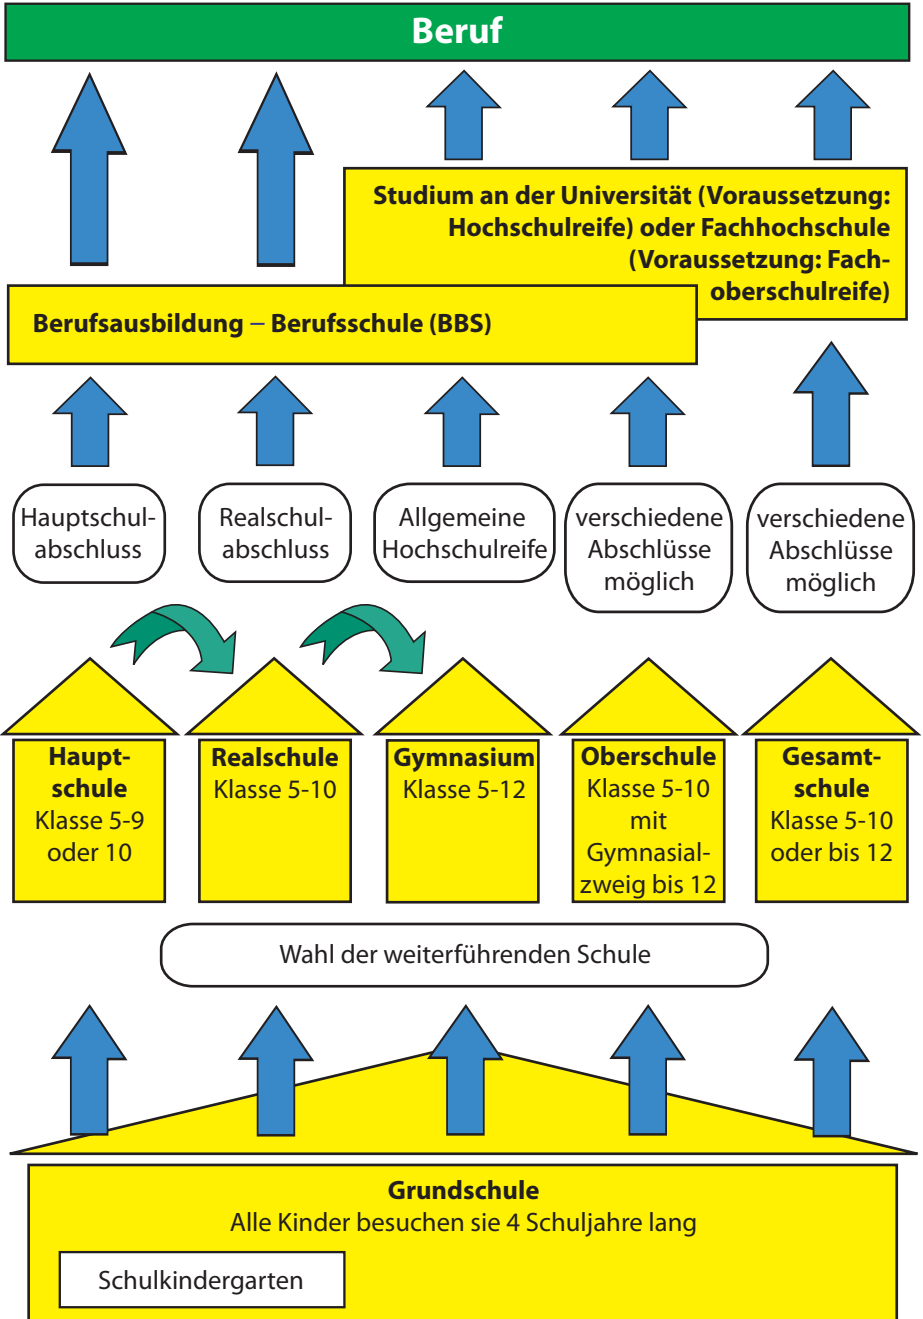 Beruf
Studium an der Universität (Voraussetzung:
Hochschulreife) oder Fachhochschule
(Voraussetzung: Fach-
oberschulreife)
Berufsausbildung – Berufsschule (BBS)
Hauptschul-
abschluss
Realschul-
abschluss
Allgemeine
Hochschulreife
verschiedene
Abschlüsse
möglich
verschiedene
Abschlüsse
möglich
Haupt-
schule
Klasse 5-9
oder 10
Realschule
Klasse 5-10
Gymnasium
Klasse 5-12
Oberschule
Klasse 5-10
mit
Gymnasial-
zweig bis 12
Gesamt-
schule
Klasse 5-10
oder bis 12
Wahl der weiterführenden Schule
Grundschule
Alle Kinder besuchen sie 4 Schuljahre lang
Schulkindergarten